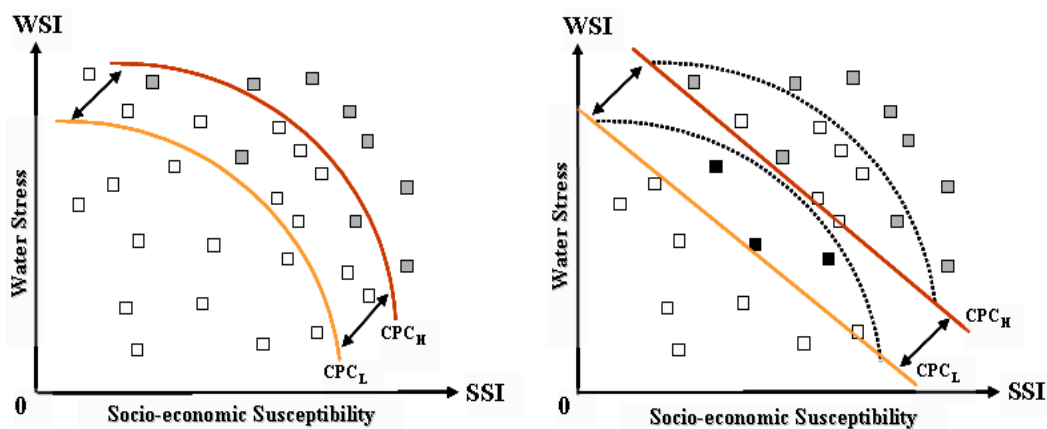 WSI
Water Stress
CPC_H
CPC_L
0
SSI
Socio-economic Susceptibility
WSI
Water Stress
CPC_H
CPC_L
0
SSI
Socio-economic Susceptibility